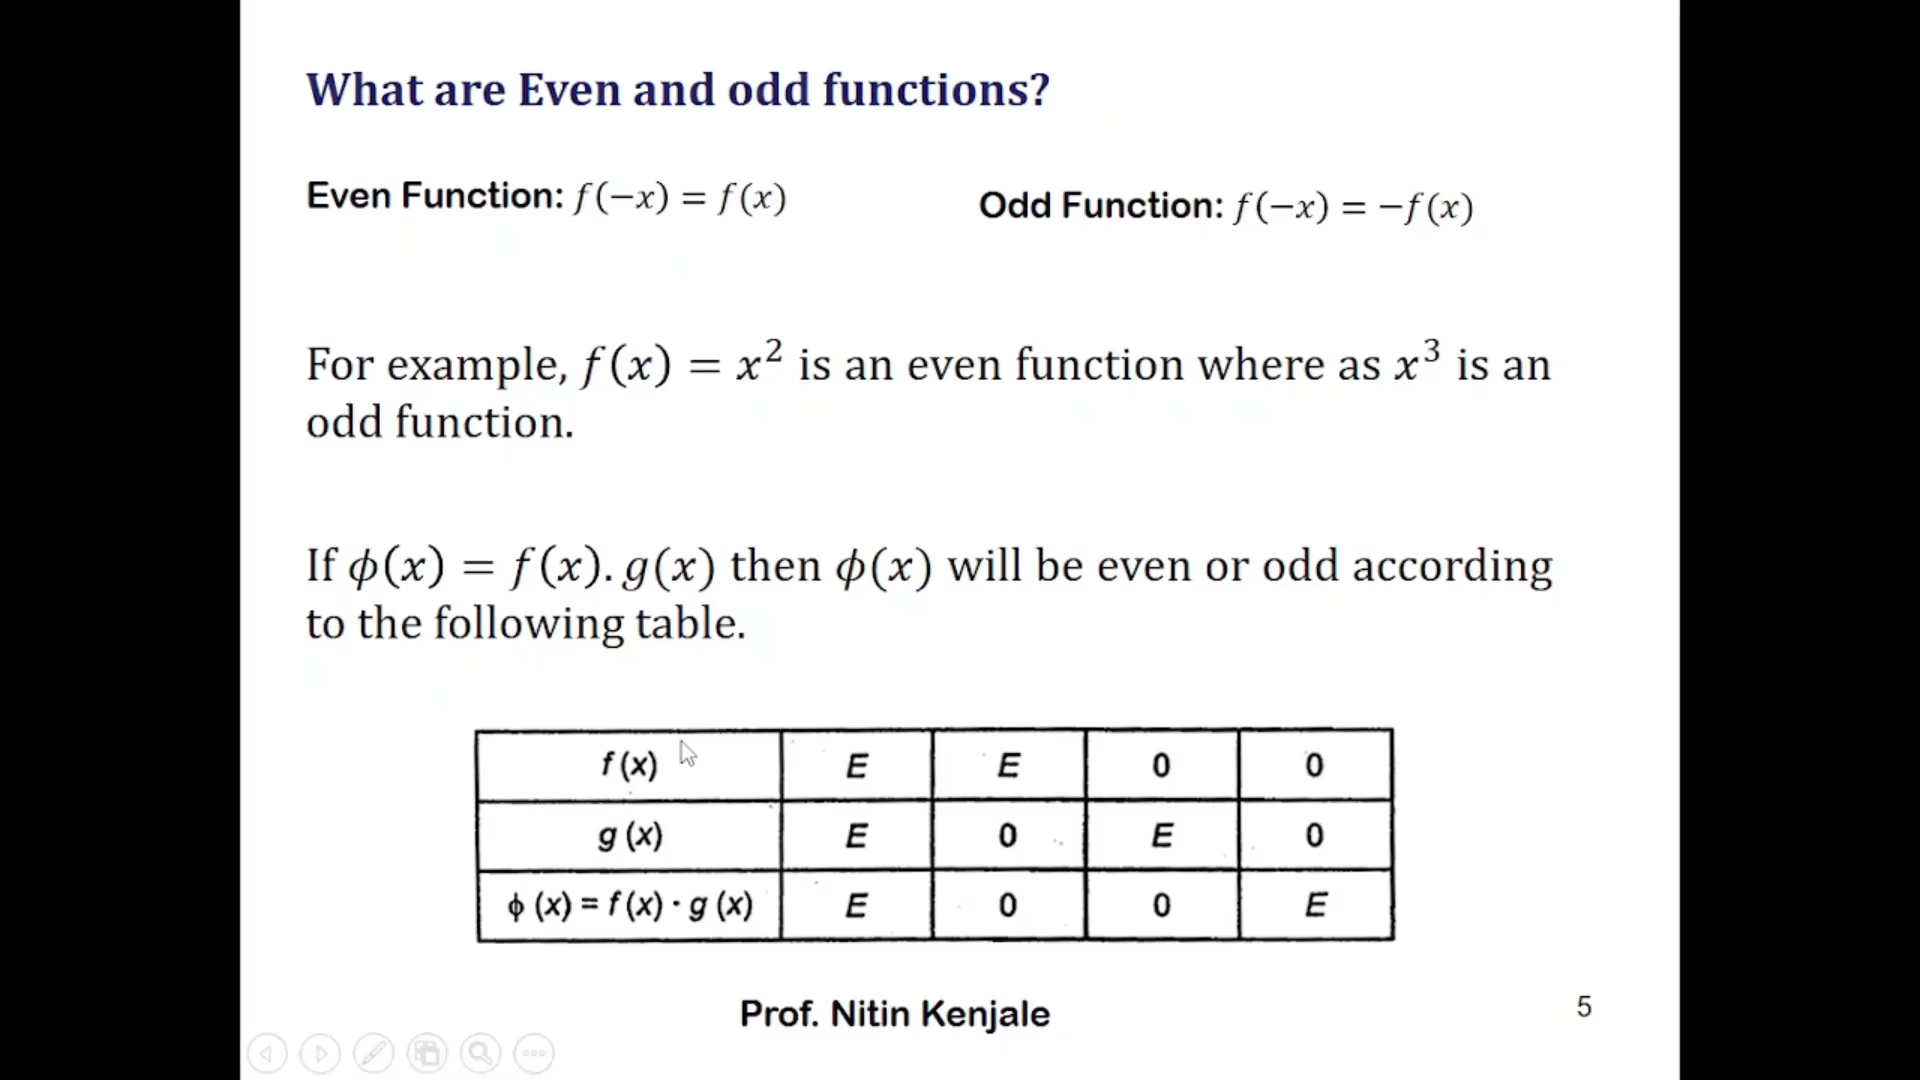 What are Even and odd functions?
Even Function: f(−x) = f(x)
Odd Function: f(−x) = −f(x)
For example, f(x) = x² is an even function where as x³ is an
odd function.
If ϕ(x) = f(x). g(x) then ϕ(x) will be even or odd according
to the following table.
f (x) E E 0 0
g (x) E 0 E 0
ϕ (x) = f (x) · g (x) E 0 0 E
Prof. Nitin Kenjale
5